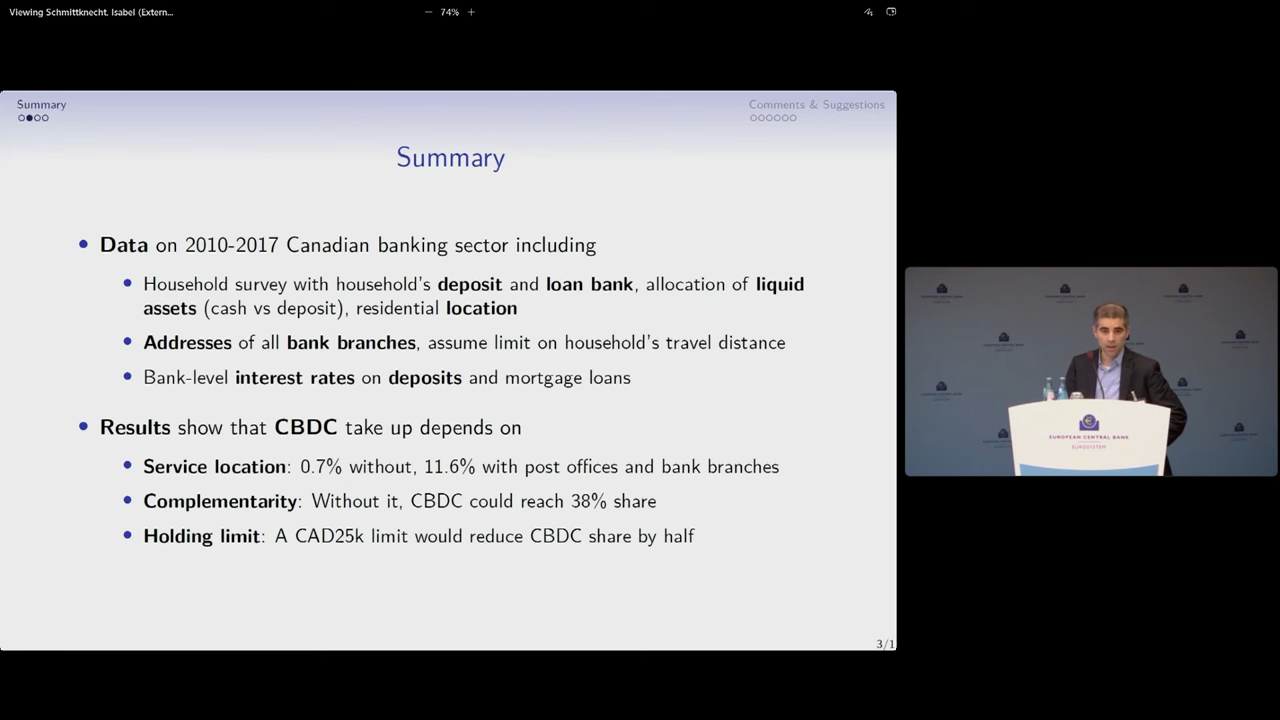 Viewing Schmittknecht, Isabel (Extern...
— 74% +
Summary
Comments & Suggestions
Summary
Data on 2010-2017 Canadian banking sector including
Household survey with household's deposit and loan bank, allocation of liquid
assets (cash vs deposit), residential location
Addresses of all bank branches, assume limit on household's travel distance
Bank-level interest rates on deposits and mortgage loans
Results show that CBDC take up depends on
Service location: 0.7% without, 11.6% with post offices and bank branches
Complementarity: Without it, CBDC could reach 38% share
Holding limit: A CAD25k limit would reduce CBDC share by half
3/1
EUROPEAN CENTRAL BANK
EUROSYSTEM